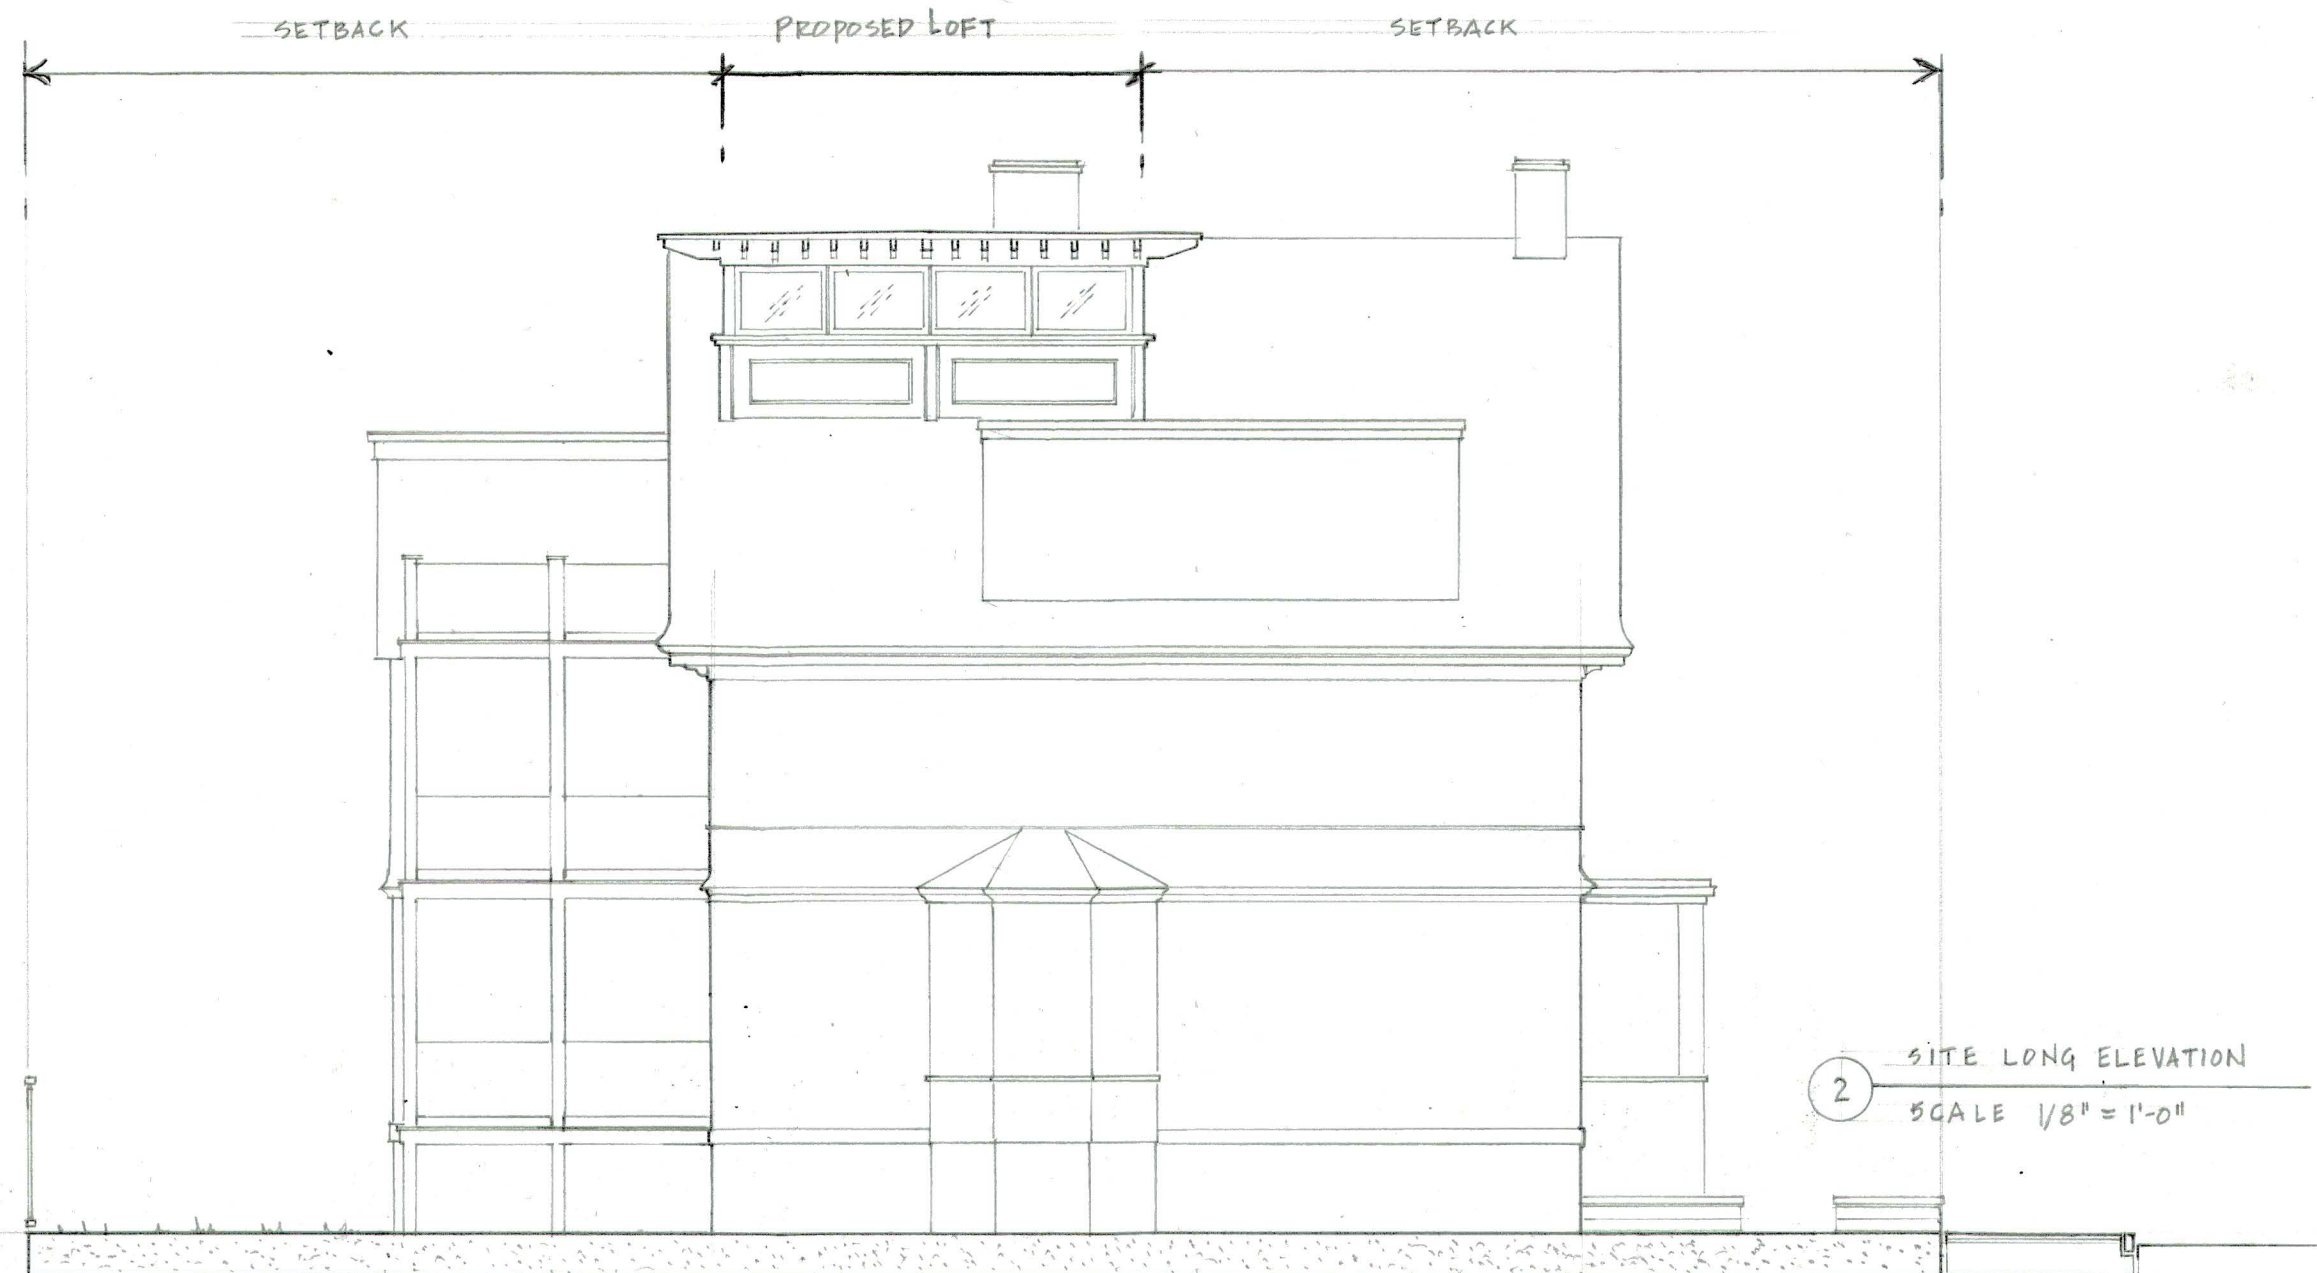 SETBACK
PROPOSED LOFT
SETBACK
2
SITE LONG ELEVATION
SCALE 1/8" = 1'-0"